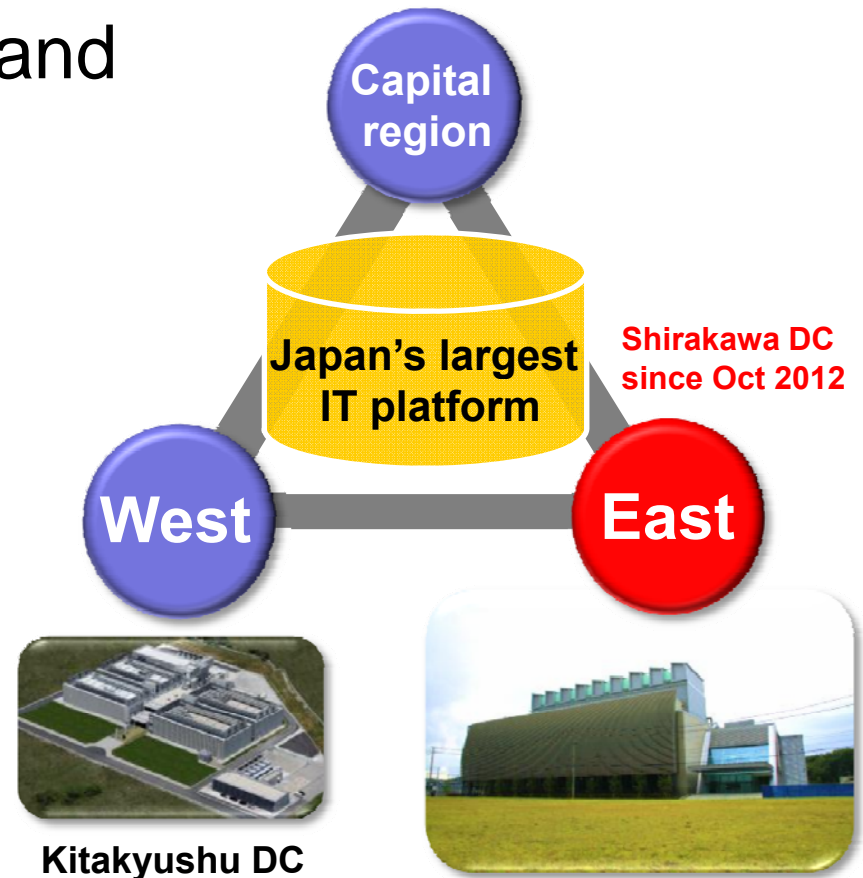 and
Capital
region
Japan's largest
IT platform
Shirakawa DC
since Oct 2012
West
East
Kitakyushu DC